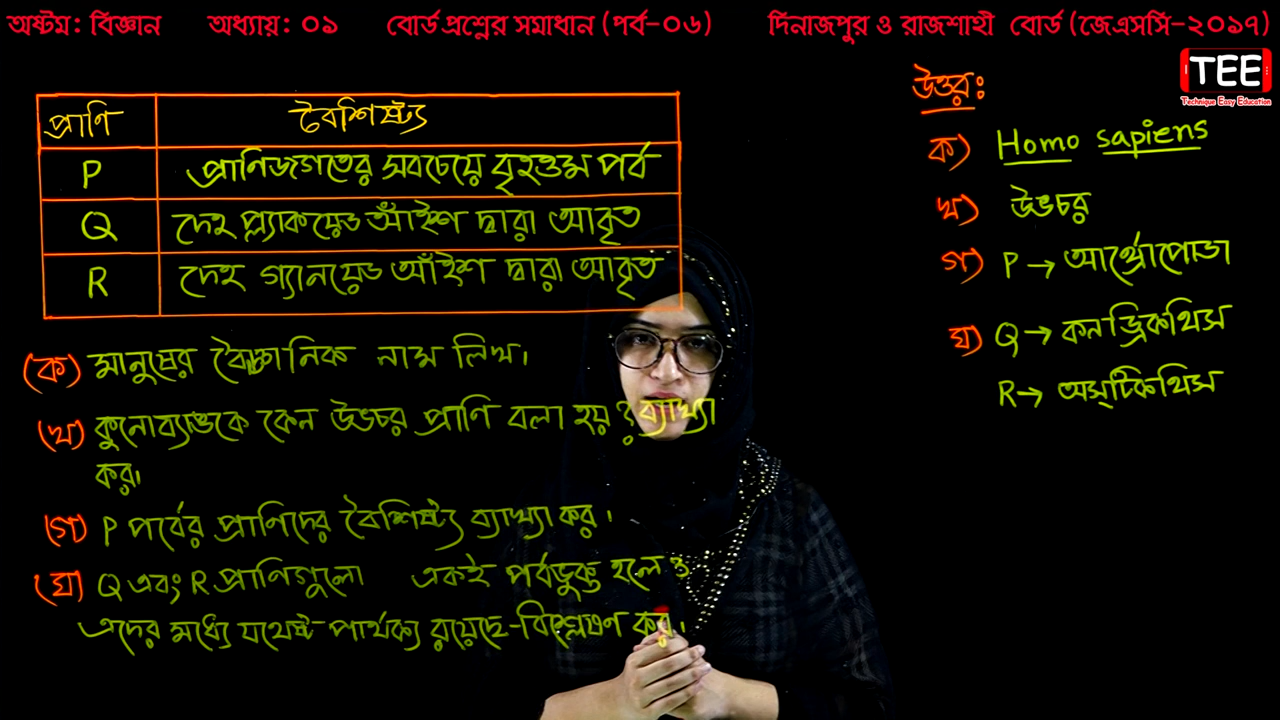 অষ্টম: বিজ্ঞান অধ্যায়: ০১ বোর্ড প্রশ্নের সমাধান (পর্ব-০৬) দিনাজপুর ও রাজশাহী বোর্ড (জেএসসি-২০১৭)
TEE
Technique Easy Education
প্রাণি বৈশিষ্ট্য
P প্রাণিজগতের সবচেয়ে বৃহত্তম পর্ব
Q দেহ প্ল্যাকয়েড আঁইশ দ্বারা আবৃত
R দেহ গ্যানয়েড আঁইশ দ্বারা আবৃত
(ক) মানুষের বৈজ্ঞানিক নাম লিখ।
(খ) কুনোব্যাঙকে কেন উভচর প্রাণি বলা হয়? ব্যাখ্যা
কর।
(গ) P পর্বের প্রাণিদের বৈশিষ্ট্য ব্যাখ্যা কর।
(ঘ) Q এবং R প্রাণিগুলো একই পর্বভুক্ত হলেও
এদের মধ্যে যথেষ্ট পার্থক্য রয়েছে-বিশ্লেষণ কর।
উত্তর:
ক) Homo sapiens
খ) উভচর
গ) P → আর্থ্রোপোডা
ঘ) Q → কনড্রিকথিস
R → অস্‌টিকথিস